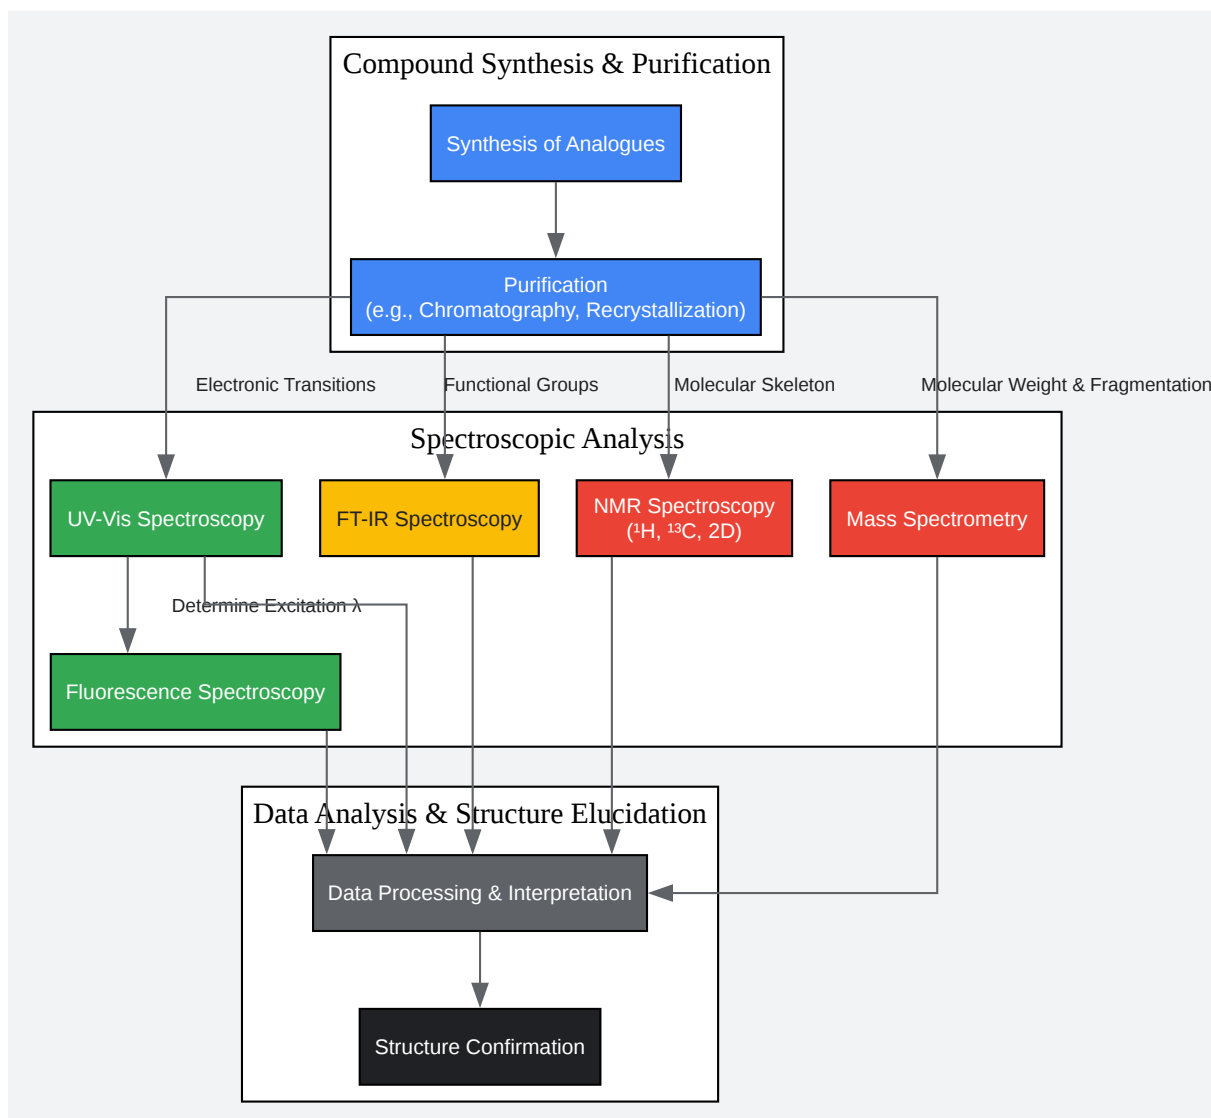 Compound Synthesis & Purification
Synthesis of Analogues
Purification
(e.g., Chromatography, Recrystallization)
Electronic Transitions
Functional Groups
Molecular Skeleton
Molecular Weight & Fragmentation
Spectroscopic Analysis
UV-Vis Spectroscopy
FT-IR Spectroscopy
NMR Spectroscopy
(¹H, ¹³C, 2D)
Mass Spectrometry
Determine Excitation λ
Fluorescence Spectroscopy
Data Analysis & Structure Elucidation
Data Processing & Interpretation
Structure Confirmation